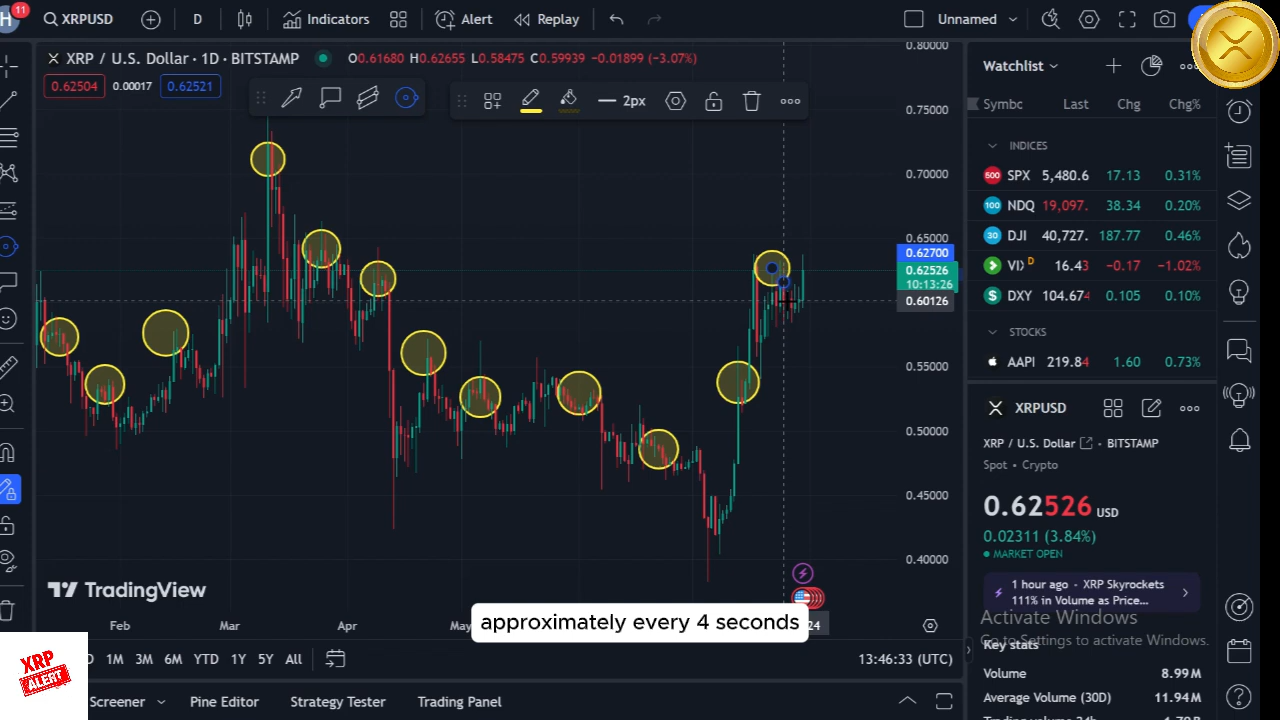 H 11 XRPUSD D Indicators Alert Replay Unnamed
XRP / U.S. Dollar · 1D · BITSTAMP O0.61680 H0.62655 L0.58475 C0.59939 -0.01899 (-3.07%)
0.62504 0.00017 0.62521
2px
0.80000
0.75000
0.70000
0.65000
0.62700
0.62526
10:13:26
0.60126
0.55000
0.50000
0.45000
0.40000
TradingView
Feb Mar Apr May 24
approximately every 4 seconds
D 1M 3M 6M YTD 1Y 5Y All 13:46:33 (UTC)
Screener Pine Editor Strategy Tester Trading Panel
XRP
ALERT
Watchlist
Symbc Last Chg Chg%
INDICES
500 SPX 5,480.6 17.13 0.31%
100 NDQ 19,097. 38.34 0.20%
30 DJI 40,727. 187.77 0.46%
VI D 16.43 -0.17 -1.02%
$ DXY 104.674 0.105 0.10%
STOCKS
AAPI 219.84 1.60 0.73%
XRPUSD
XRP / U.S. Dollar · BITSTAMP
Spot · Crypto
0.62526 USD
0.02311 (3.84%)
MARKET OPEN
1 hour ago · XRP Skyrockets
111% in Volume as Price...
Activate Windows
Go to Settings to activate Windows.
Key stats
Volume 8.99M
Average Volume (30D) 11.94M